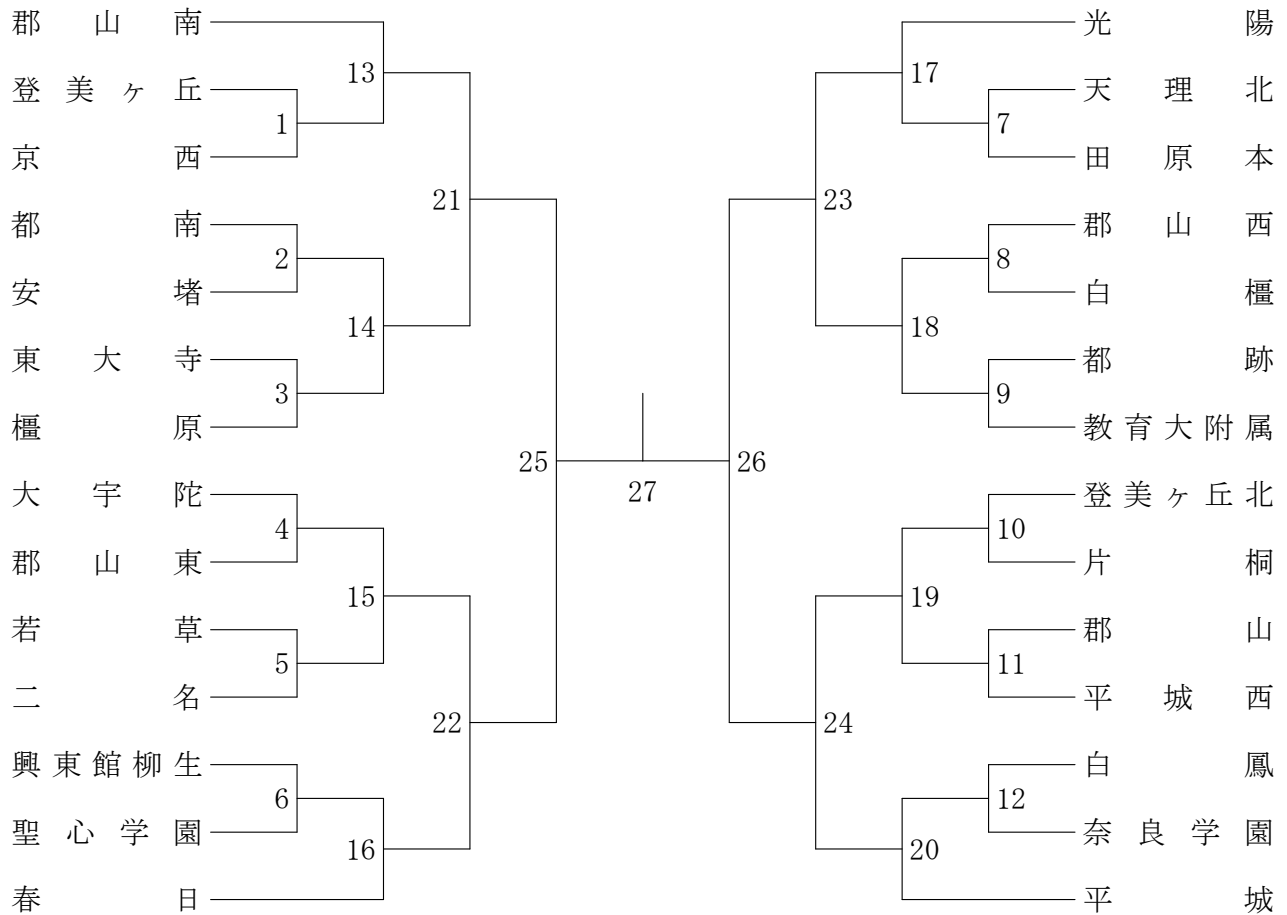 郡山南
登美ヶ丘
京西
都南
安堵
東大寺
橿原
大宇陀
郡山東
若草
二名
興東館柳生
聖心学園
春日
13
1
2
3
14
21
4
5
15
6
16
22
25
27
26
23
24
17
7
8
18
9
10
19
11
12
20
光陽
天理北
田原本
郡山西
白橿
都跡
教育大附属
登美ヶ丘北
片桐
郡山
平城西
白鳳
奈良学園
平城